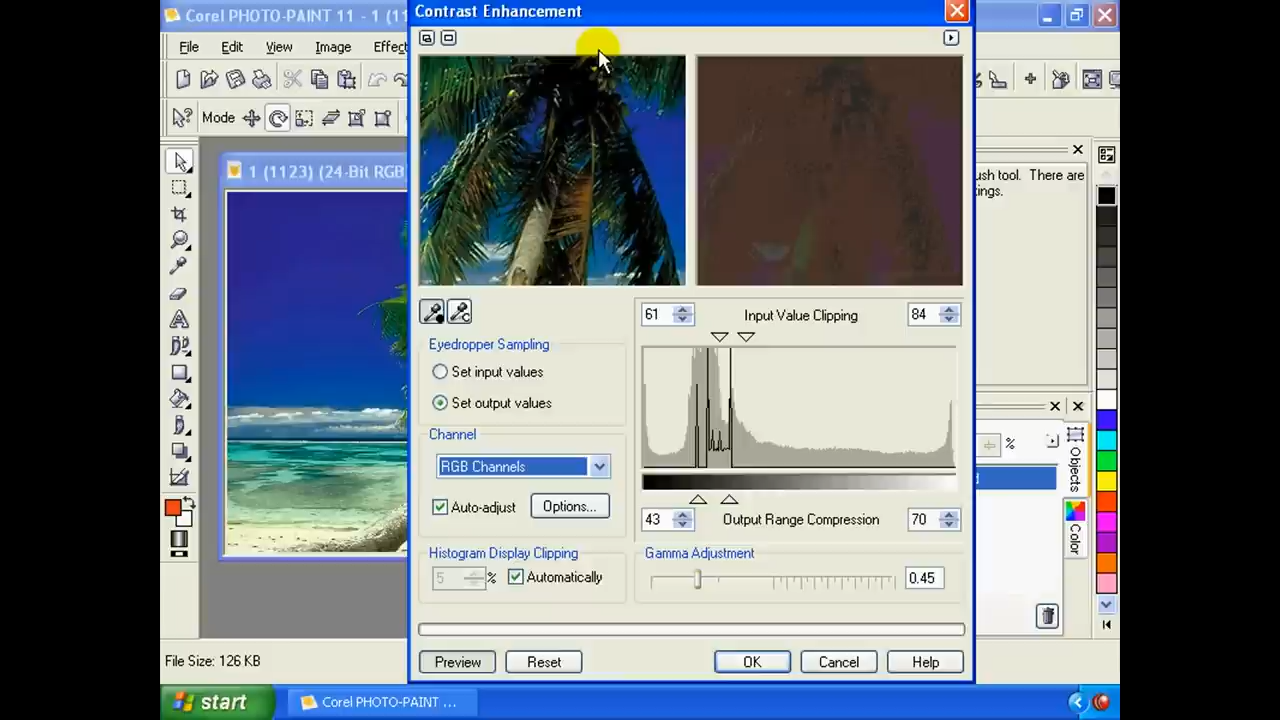 Corel PHOTO-PAINT 11 - 1 (11
Contrast Enhancement
File Edit View Image Effec
Mode
1 (1123) (24-Bit RGB
ush tool. There are
ings.
61 Input Value Clipping 84
Eyedropper Sampling
Set input values
Set output values
Channel
RGB Channels
Auto-adjust Options...
43 Output Range Compression 70
Histogram Display Clipping
5 % Automatically
Gamma Adjustment
0.45
%
d
Objects
Color
File Size: 126 KB
Preview Reset OK Cancel Help
start Corel PHOTO-PAINT ...